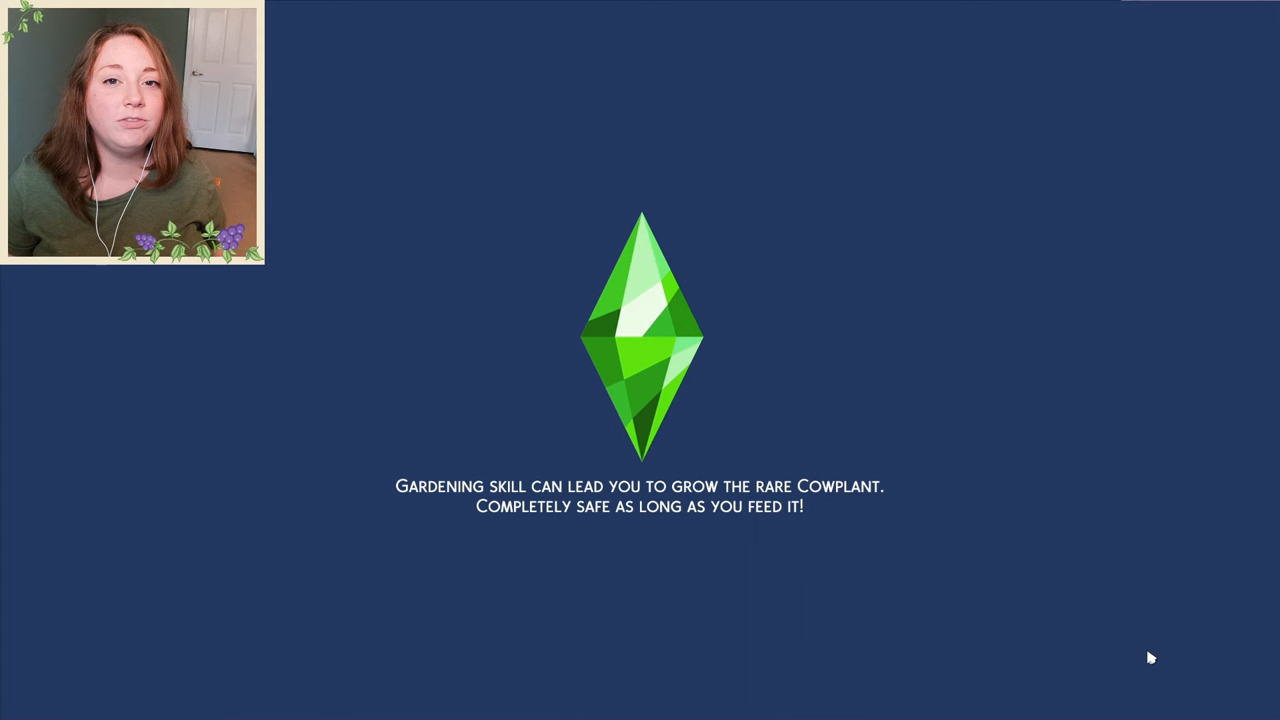 Gardening skill can lead you to grow the rare Cowplant.
Completely safe as long as you feed it!